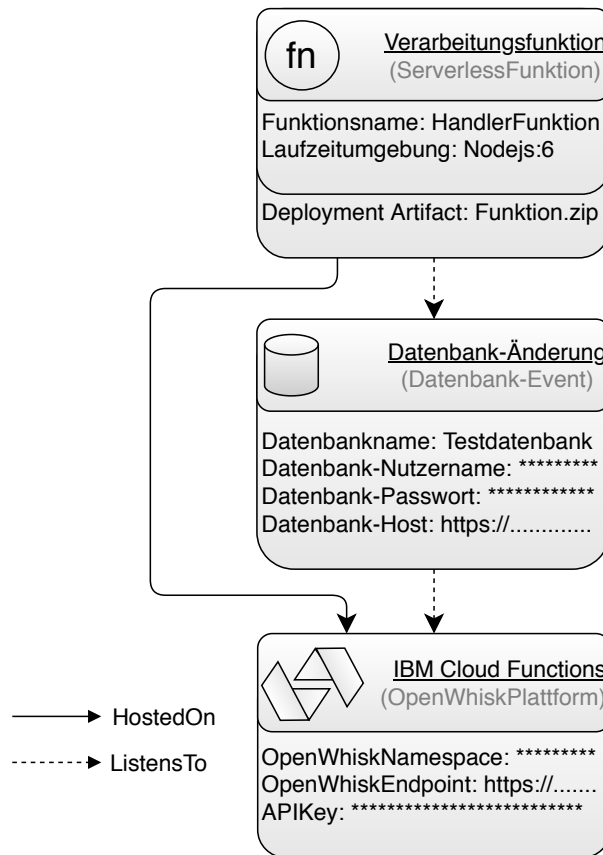 fn
Verarbeitungsfunktion
(ServerlessFunktion)
Funktionsname: HandlerFunktion
Laufzeitumgebung: Nodejs:6
Deployment Artifact: Funktion.zip
Datenbank-Änderung
(Datenbank-Event)
Datenbankname: Testdatenbank
Datenbank-Nutzername: *********
Datenbank-Passwort: ************
Datenbank-Host: https://.............
IBM Cloud Functions
(OpenWhiskPlattform)
OpenWhiskNamespace: *********
OpenWhiskEndpoint: https://.......
APIKey: **************************
HostedOn
ListensTo